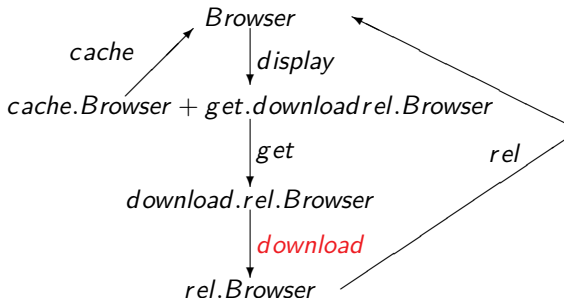 Browser
cache
display
cache.Browser + get.downloadrel.Browser
get
rel
download.rel.Browser
download
rel.Browser